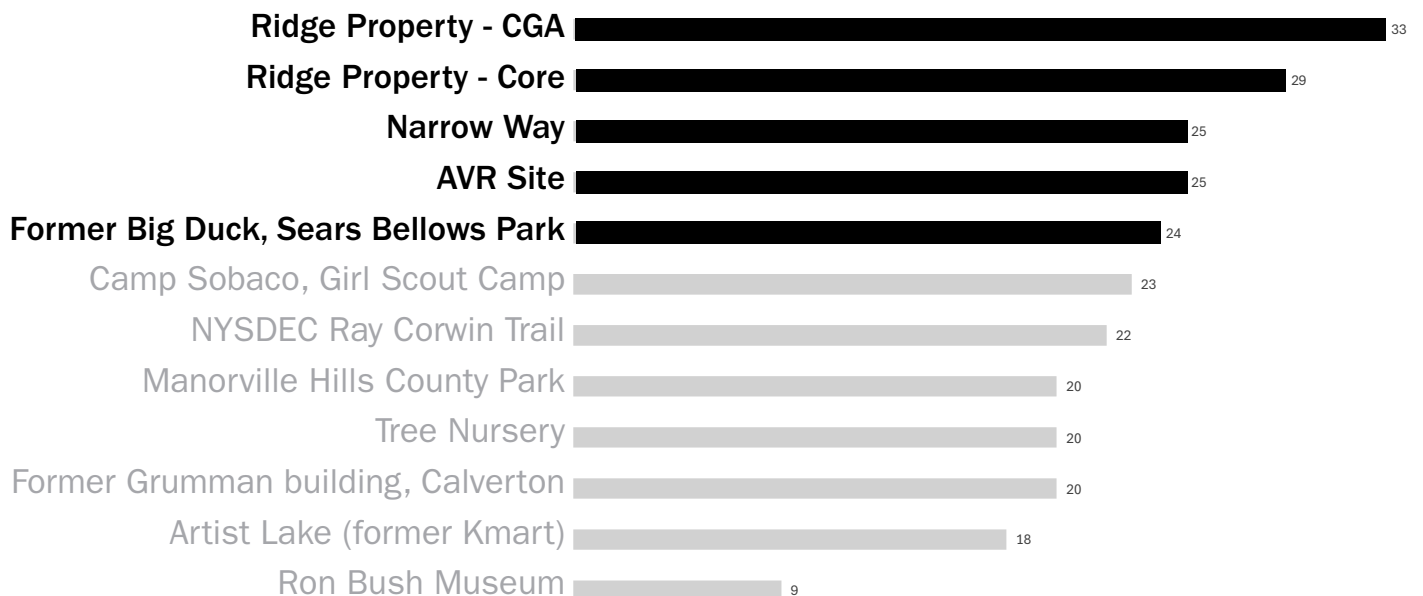 Ridge Property - CGA 33
Ridge Property - Core 29
Narrow Way 25
AVR Site 25
Former Big Duck, Sears Bellows Park 24
Camp Sobaco, Girl Scout Camp 23
NYSDEC Ray Corwin Trail 22
Manorville Hills County Park 20
Tree Nursery 20
Former Grumman building, Calverton 20
Artist Lake (former Kmart) 18
Ron Bush Museum 9